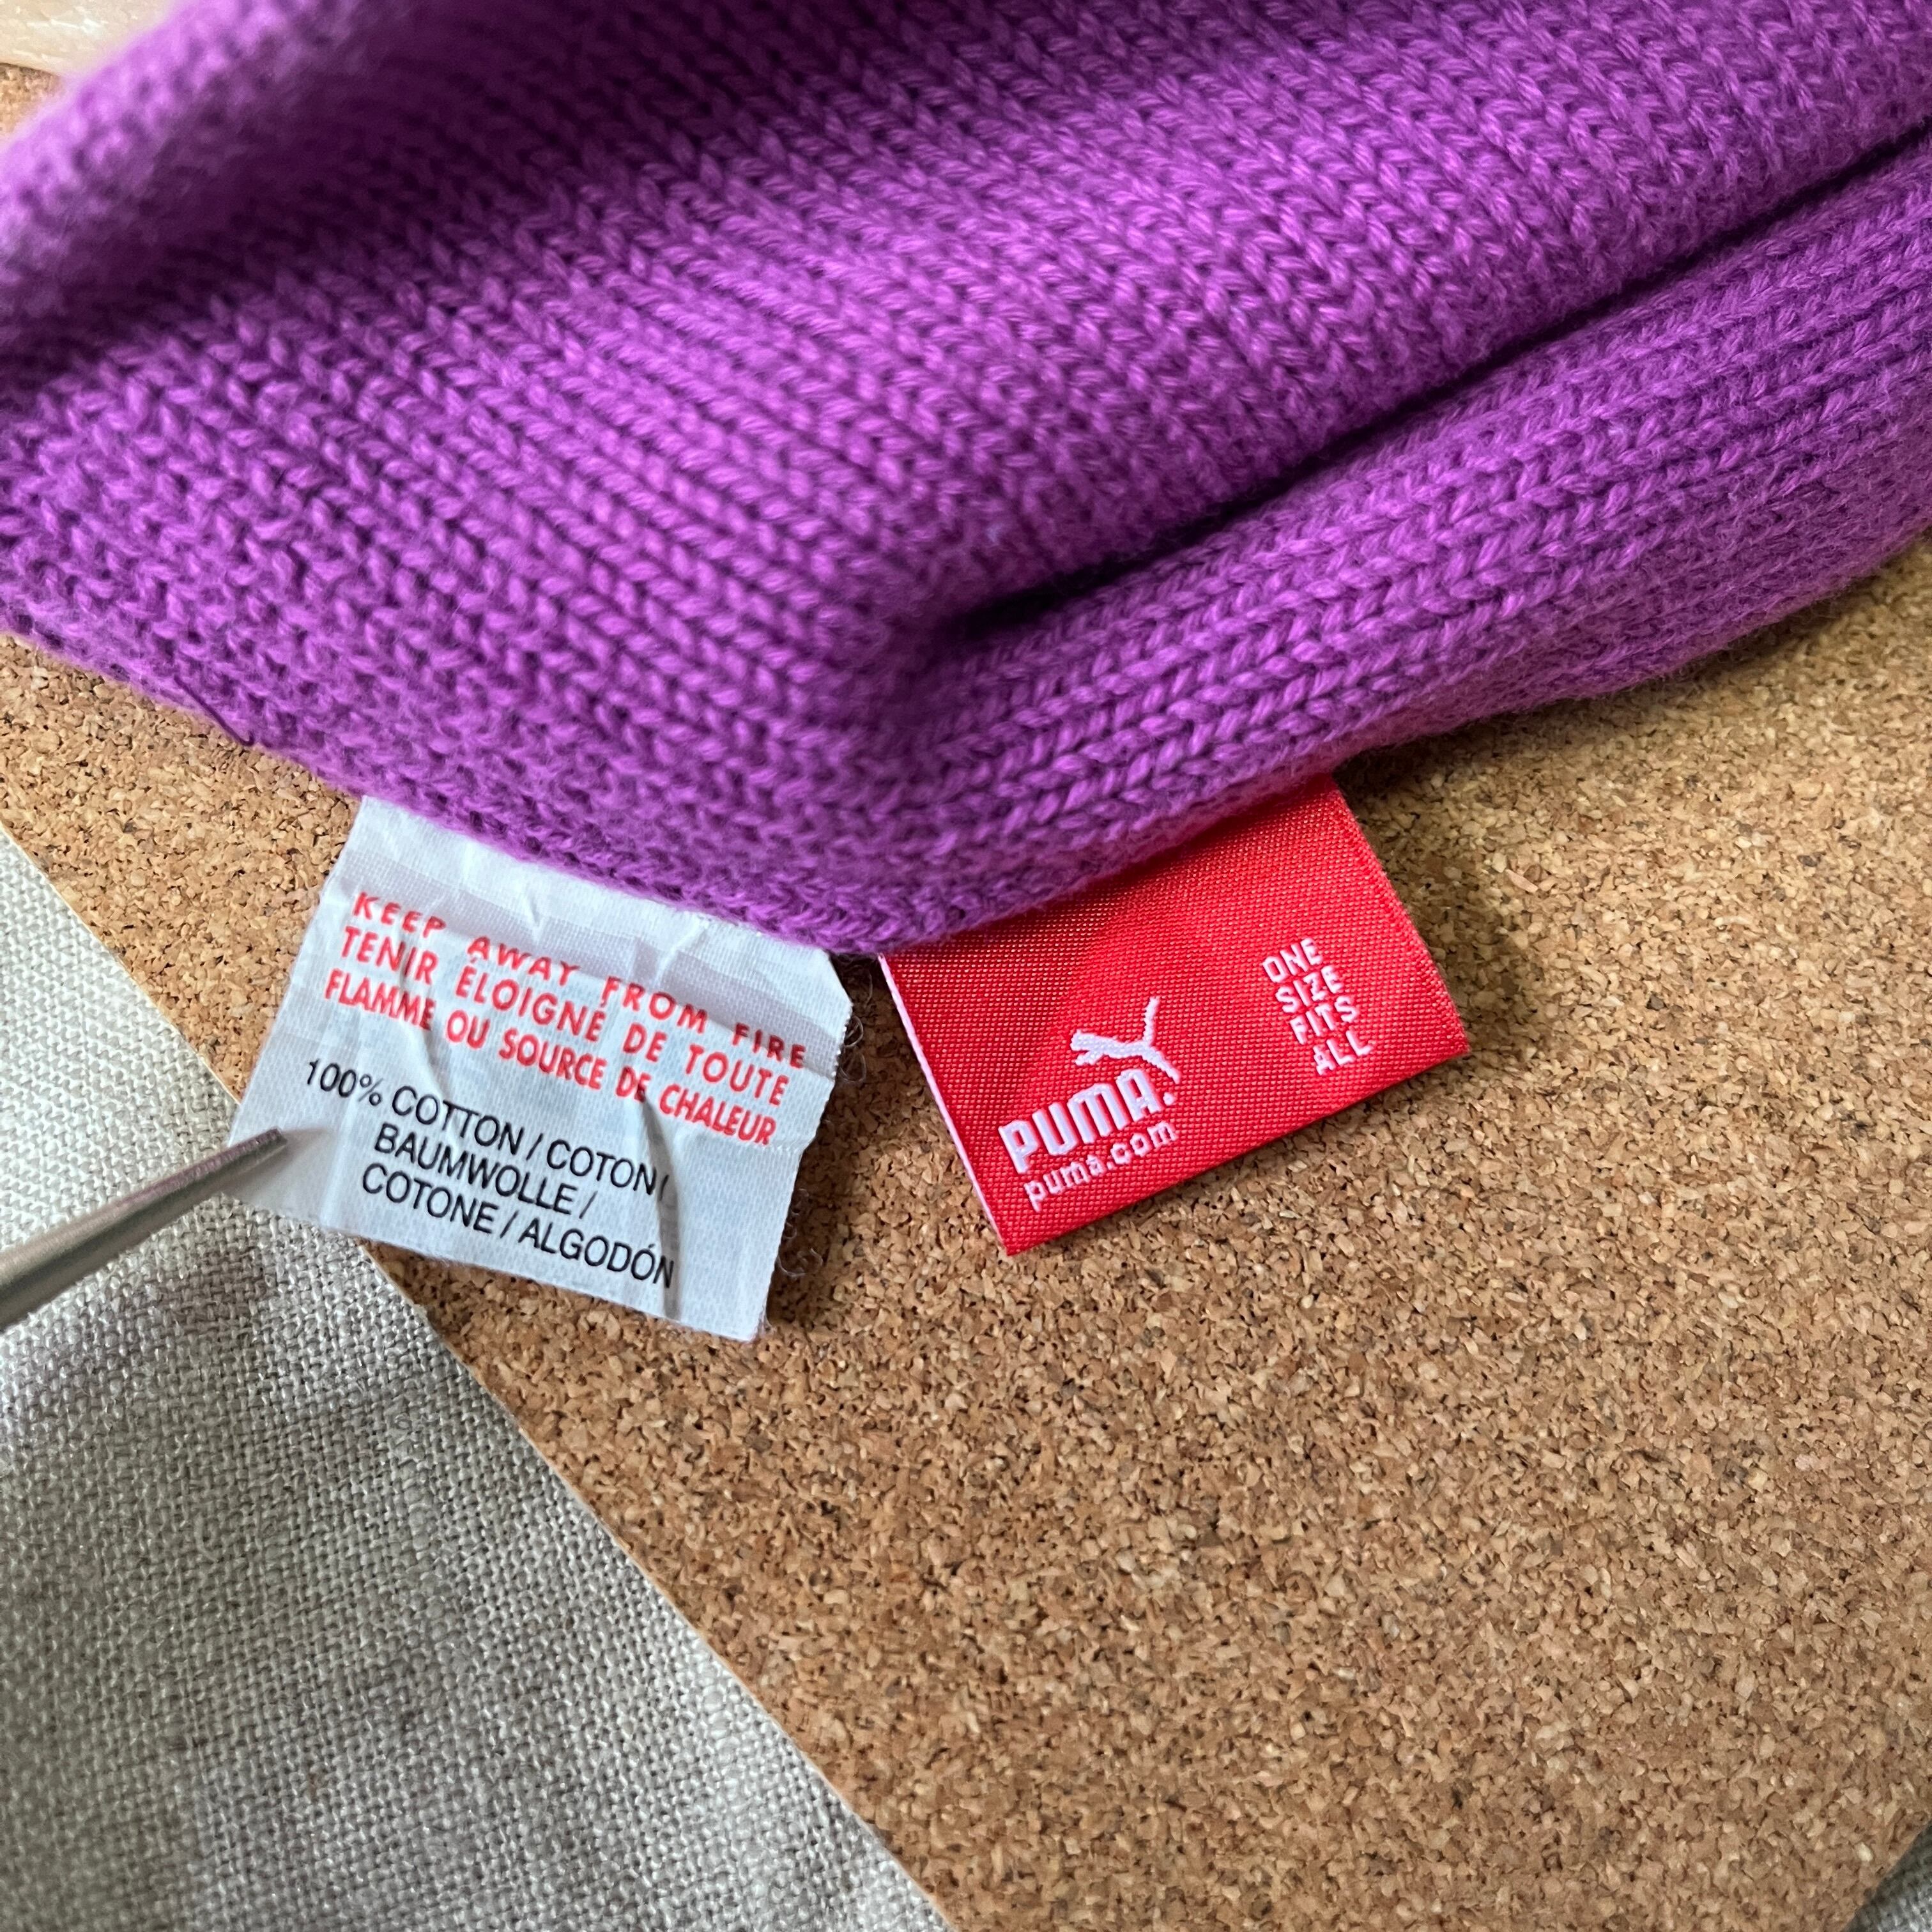 KEEP AWAY FROM FIRE
TENIR ÉLOIGNÉ DE TOUTE
FLAMME OU SOURCE DE CHALEUR
100% COTTON / COTON /
BAUMWOLLE /
COTONE / ALGODÓN
PUMA.
puma.com
ONE
SIZE
FITS
ALL